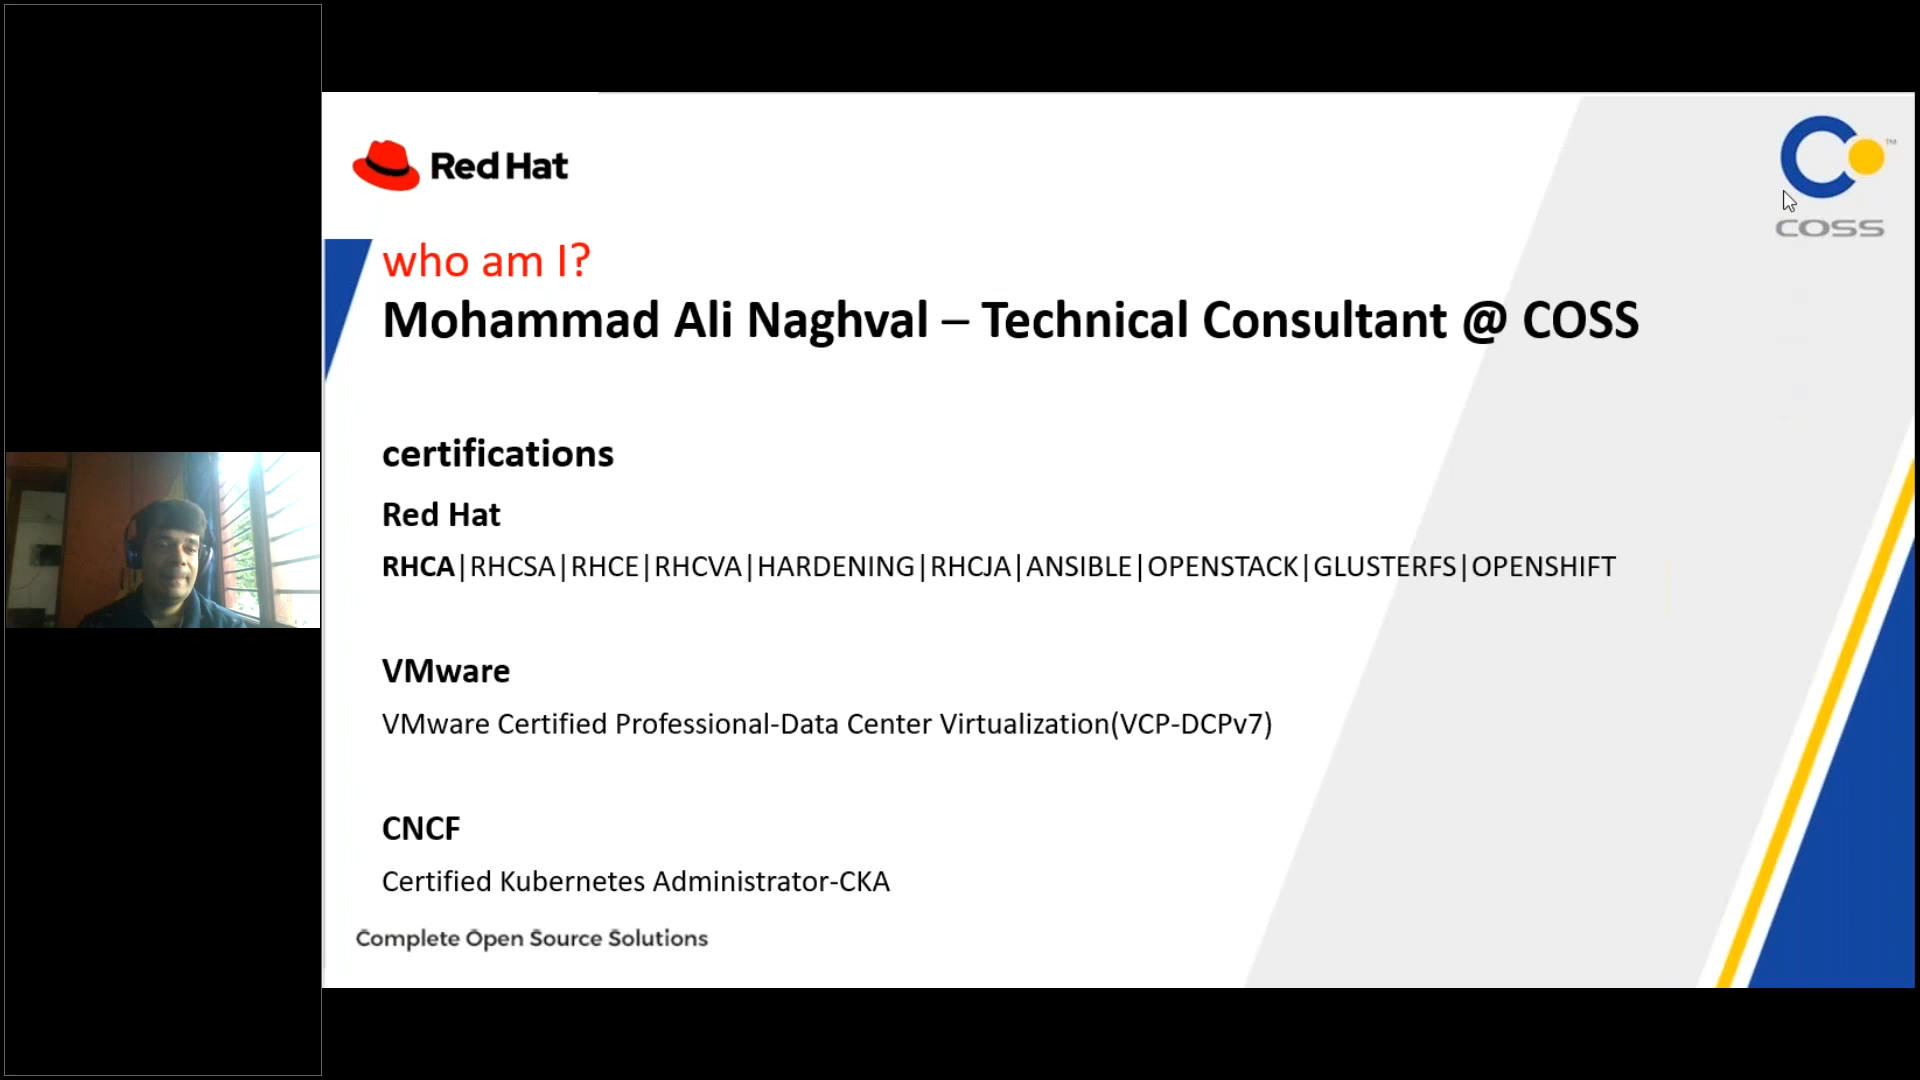 Red Hat
TM
COSS
who am I?
Mohammad Ali Naghval – Technical Consultant @ COSS
certifications
Red Hat
RHCA|RHCSA|RHCE|RHCVA|HARDENING|RHCJA|ANSIBLE|OPENSTACK|GLUSTERFS|OPENSHIFT
VMware
VMware Certified Professional-Data Center Virtualization(VCP-DCPv7)
CNCF
Certified Kubernetes Administrator-CKA
Complete Open Source Solutions